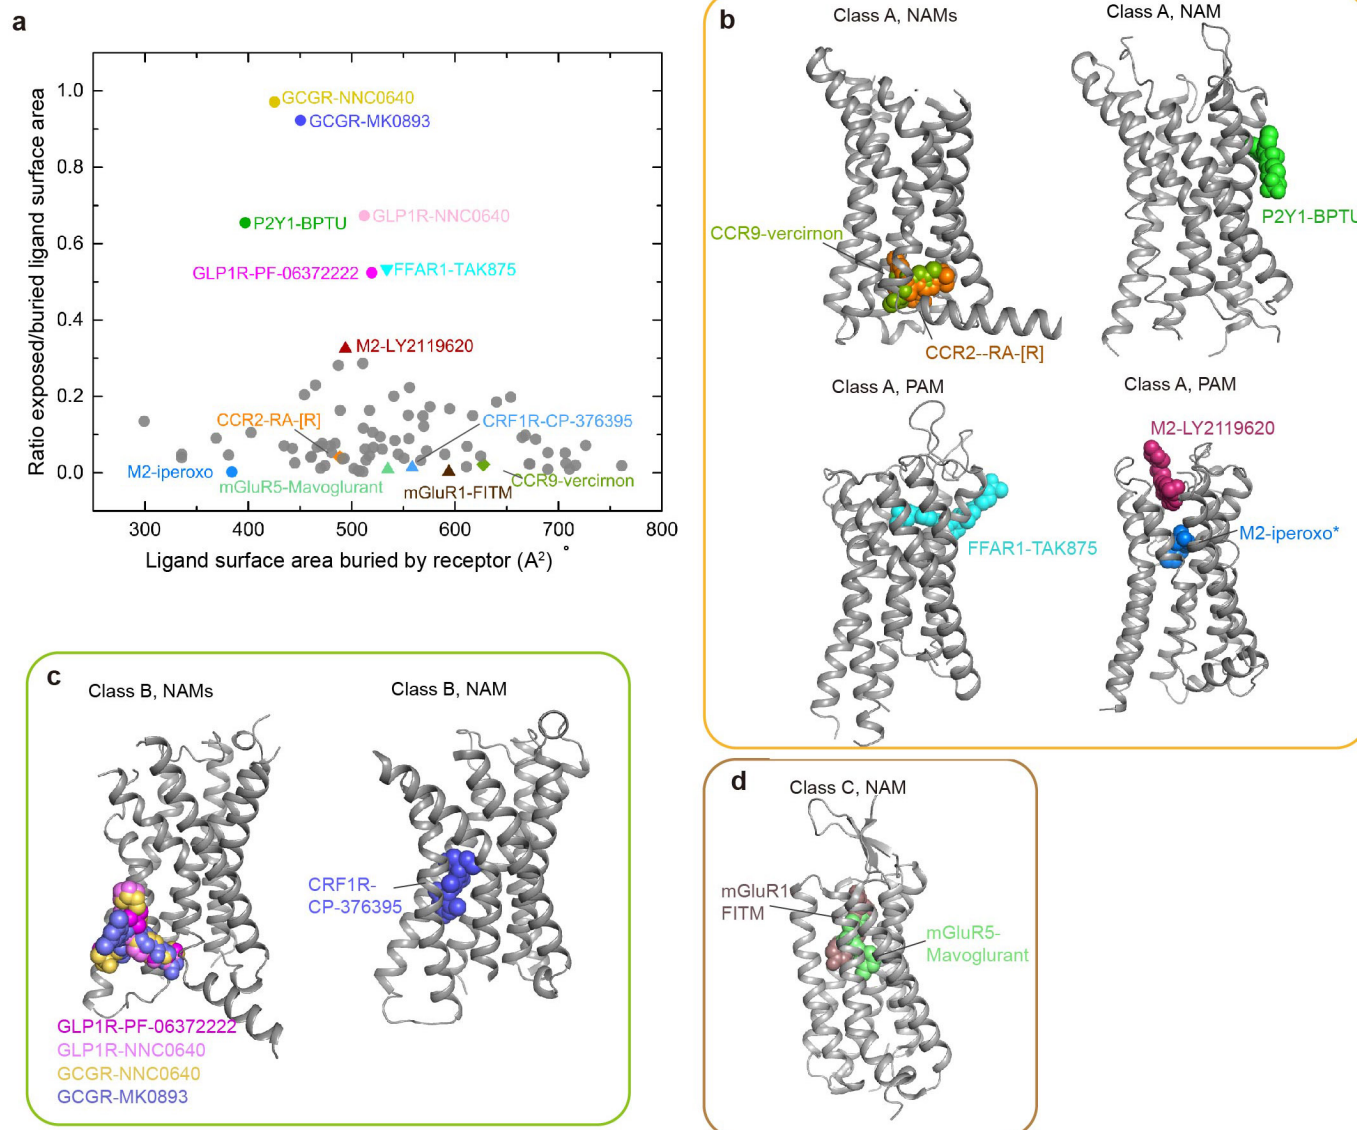 a
Ratio exposed/buried ligand surface area
1.0
0.8
0.6
0.4
0.2
0.0
300
400
500
600
700
800
Ligand surface area buried by receptor (A²) °
GCGR-NNC0640
GCGR-MK0893
P2Y1-BPTU
GLP1R-NNC0640
GLP1R-PF-06372222
FFAR1-TAK875
M2-LY2119620
CCR2-RA-[R]
CRF1R-CP-376395
M2-iperoxo
mGluR5-Mavoglurant
mGluR1-FITM
CCR9-vercirnon
b
Class A, NAMs
Class A, NAM
CCR9-vercirnon
P2Y1-BPTU
CCR2--RA-[R]
Class A, PAM
Class A, PAM
M2-LY2119620
FFAR1-TAK875
M2-iperoxo*
c
Class B, NAMs
Class B, NAM
CRF1R-
CP-376395
GLP1R-PF-06372222
GLP1R-NNC0640
GCGR-NNC0640
GCGR-MK0893
d
Class C, NAM
mGluR1
FITM
mGluR5-
Mavoglurant